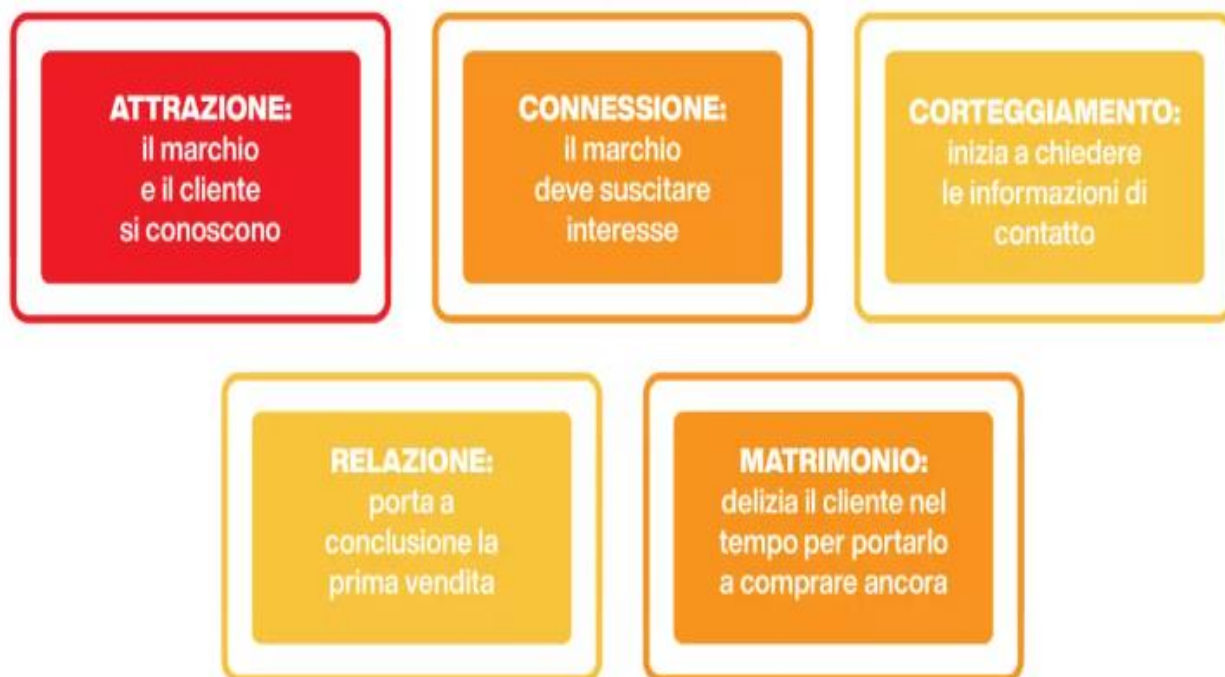 ATTRAZIONE:
il marchio
e il cliente
si conoscono
CONNESSIONE:
il marchio
deve suscitare
interesse
CORTEGGIAMENTO:
inizia a chiedere
le informazioni di
contatto
RELAZIONE:
porta a
conclusione la
prima vendita
MATRIMONIO:
delizia il cliente nel
tempo per portarlo
a comprare ancora